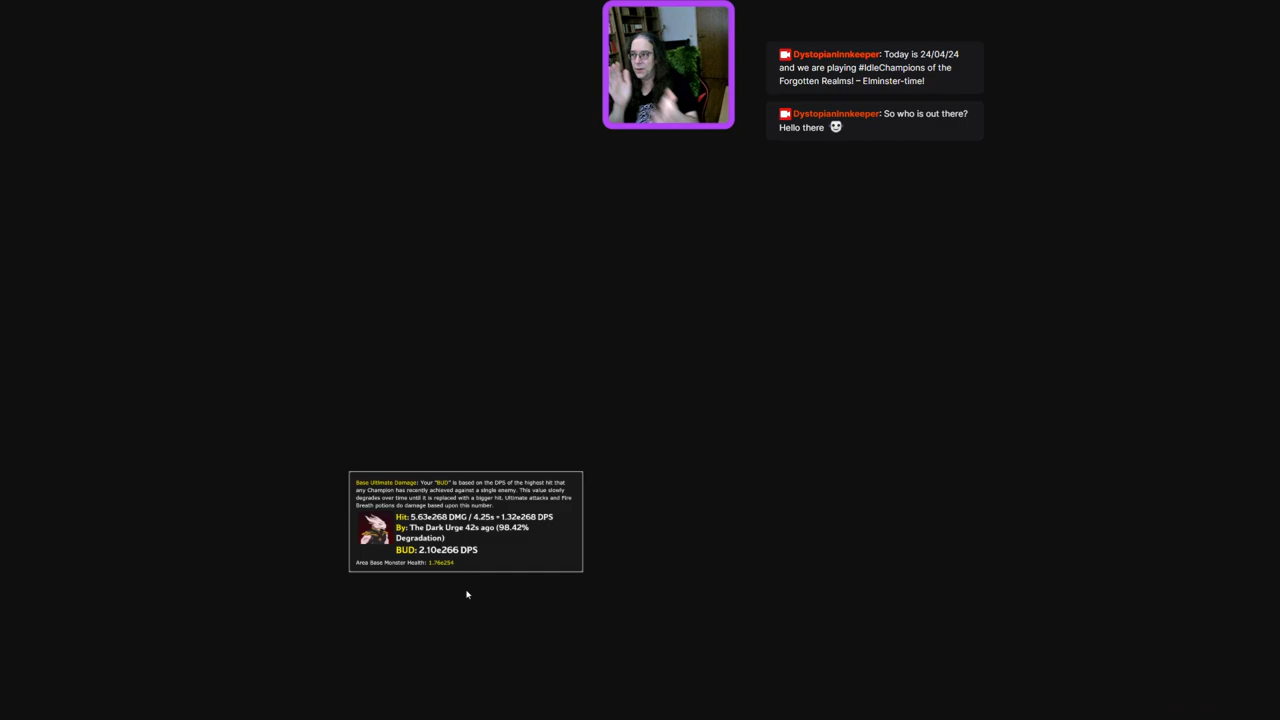 DystopianInnkeeper: Today is 24/04/24
and we are playing #IdleChampions of the
Forgotten Realms! – Elminster-time!
DystopianInnkeeper: So who is out there?
Hello there
Base Ultimate Damage: Your "BUD" is based on the DPS of the highest hit that
any Champion has recently achieved against a single enemy. This value slowly
degrades over time until it is replaced with a bigger hit. Ultimate attacks and Fire
Breath potions do damage based upon this number.
Hit: 5.63e268 DMG / 4.25s = 1.32e268 DPS
By: The Dark Urge 42s ago (98.42%
Degradation)
BUD: 2.10e266 DPS
Area Base Monster Health: 1.76e254